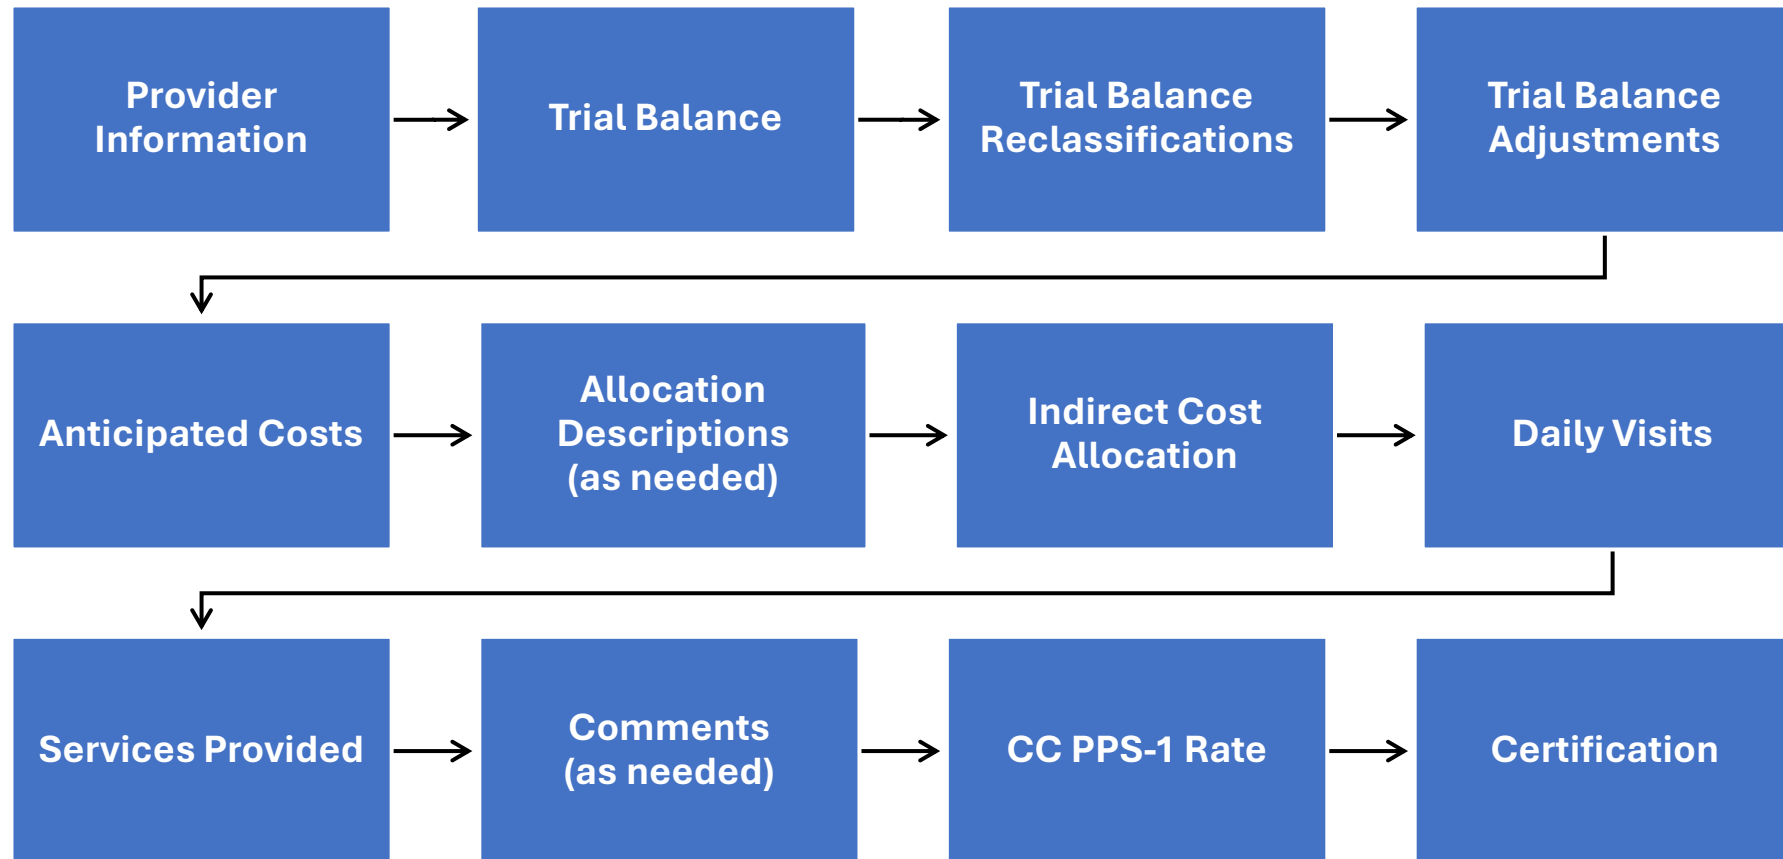 Provider
Information
Trial Balance
Trial Balance
Reclassifications
Trial Balance
Adjustments
Anticipated Costs
Allocation
Descriptions
(as needed)
Indirect Cost
Allocation
Daily Visits
Services Provided
Comments
(as needed)
CC PPS-1 Rate
Certification